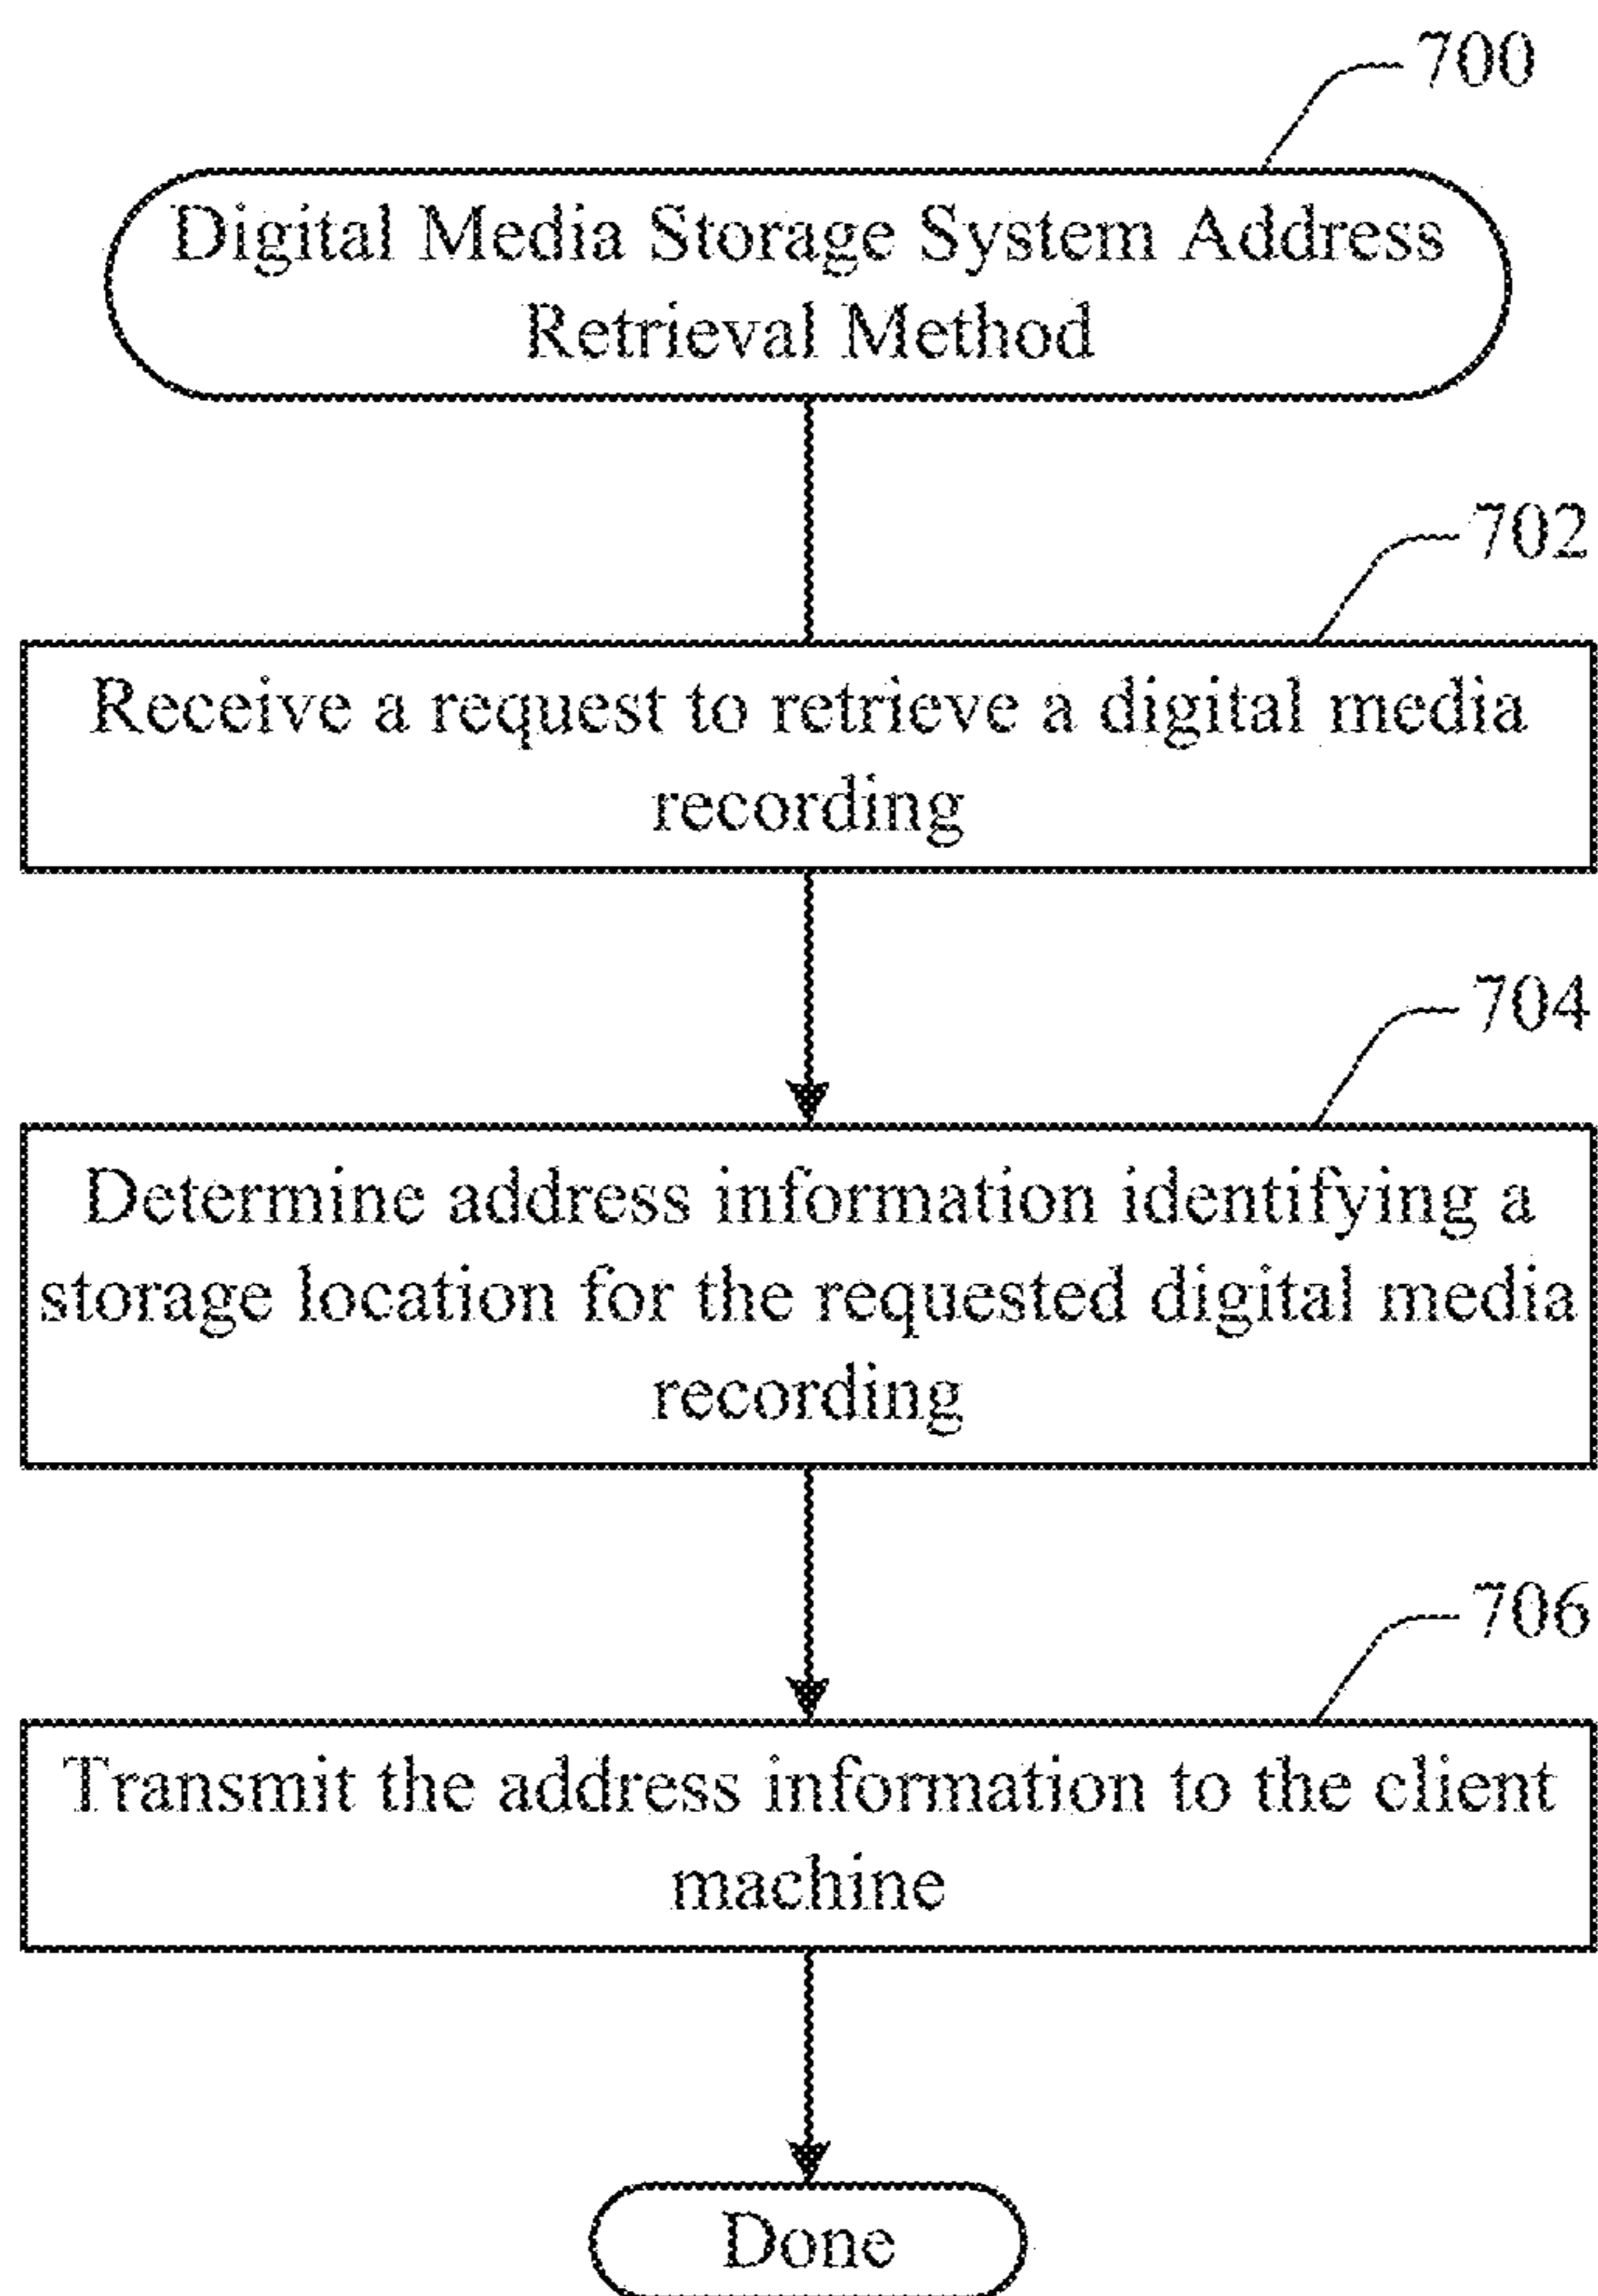 700
Digital Media Storage System Address
Retrieval Method
702
Receive a request to retrieve a digital media
recording
704
Determine address information identifying a
storage location for the requested digital media
recording
706
Transmit the address information to the client
machine
Done